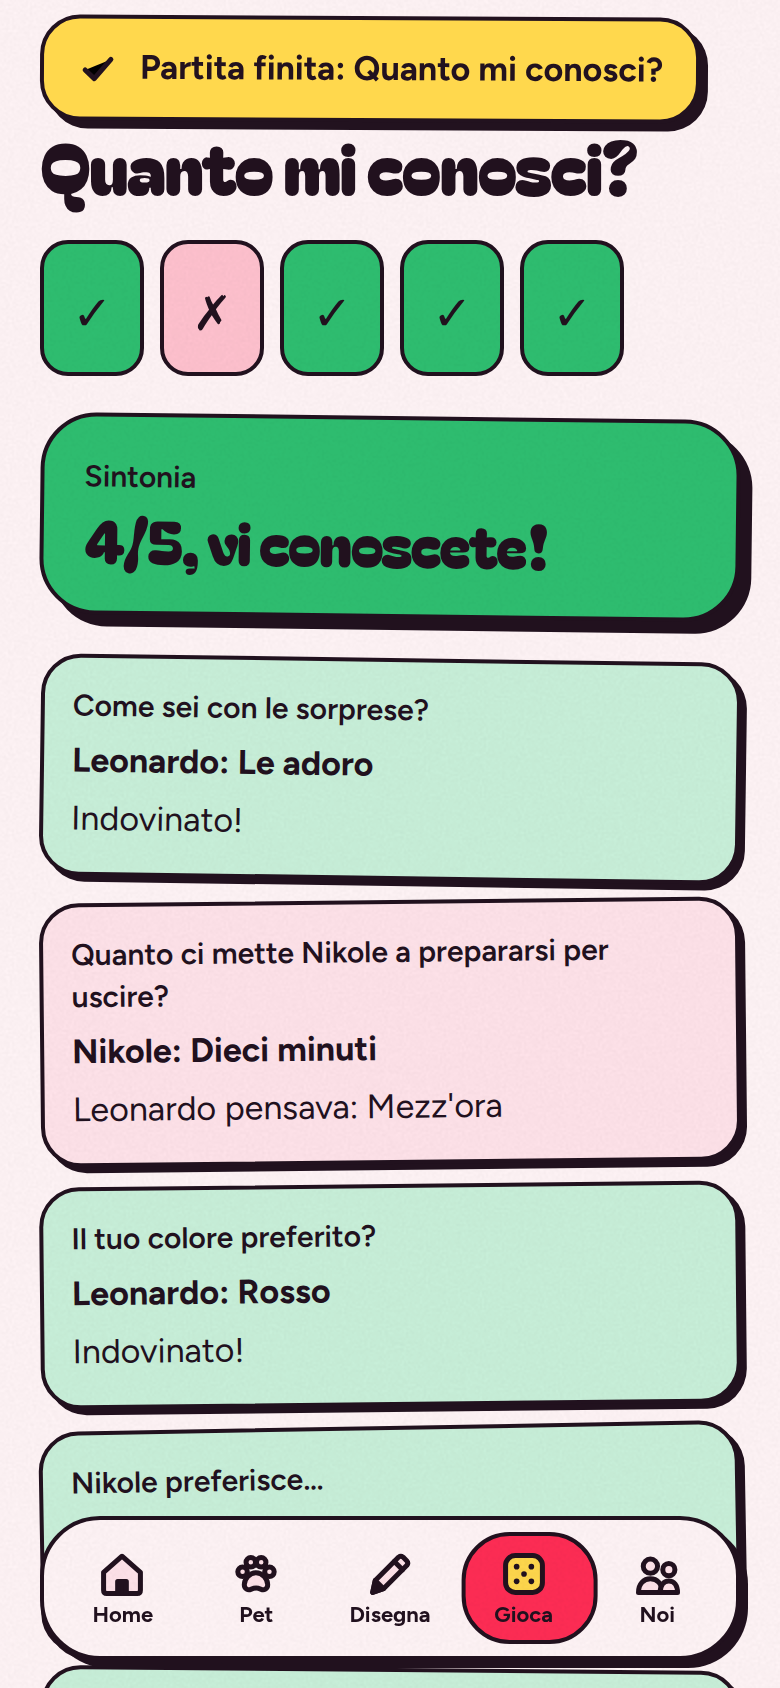 Partita finita: Quanto mi conosci?
Quanto mi conosci?
Sintonia
4/5, vi conoscete!
Come sei con le sorprese?
Leonardo: Le adoro
Indovinato!
Quanto ci mette Nikole a prepararsi per
uscire?
Nikole: Dieci minuti
Leonardo pensava: Mezz'ora
Il tuo colore preferito?
Leonardo: Rosso
Indovinato!
Nikole preferisce...
Home Pet Disegna Gioca Noi